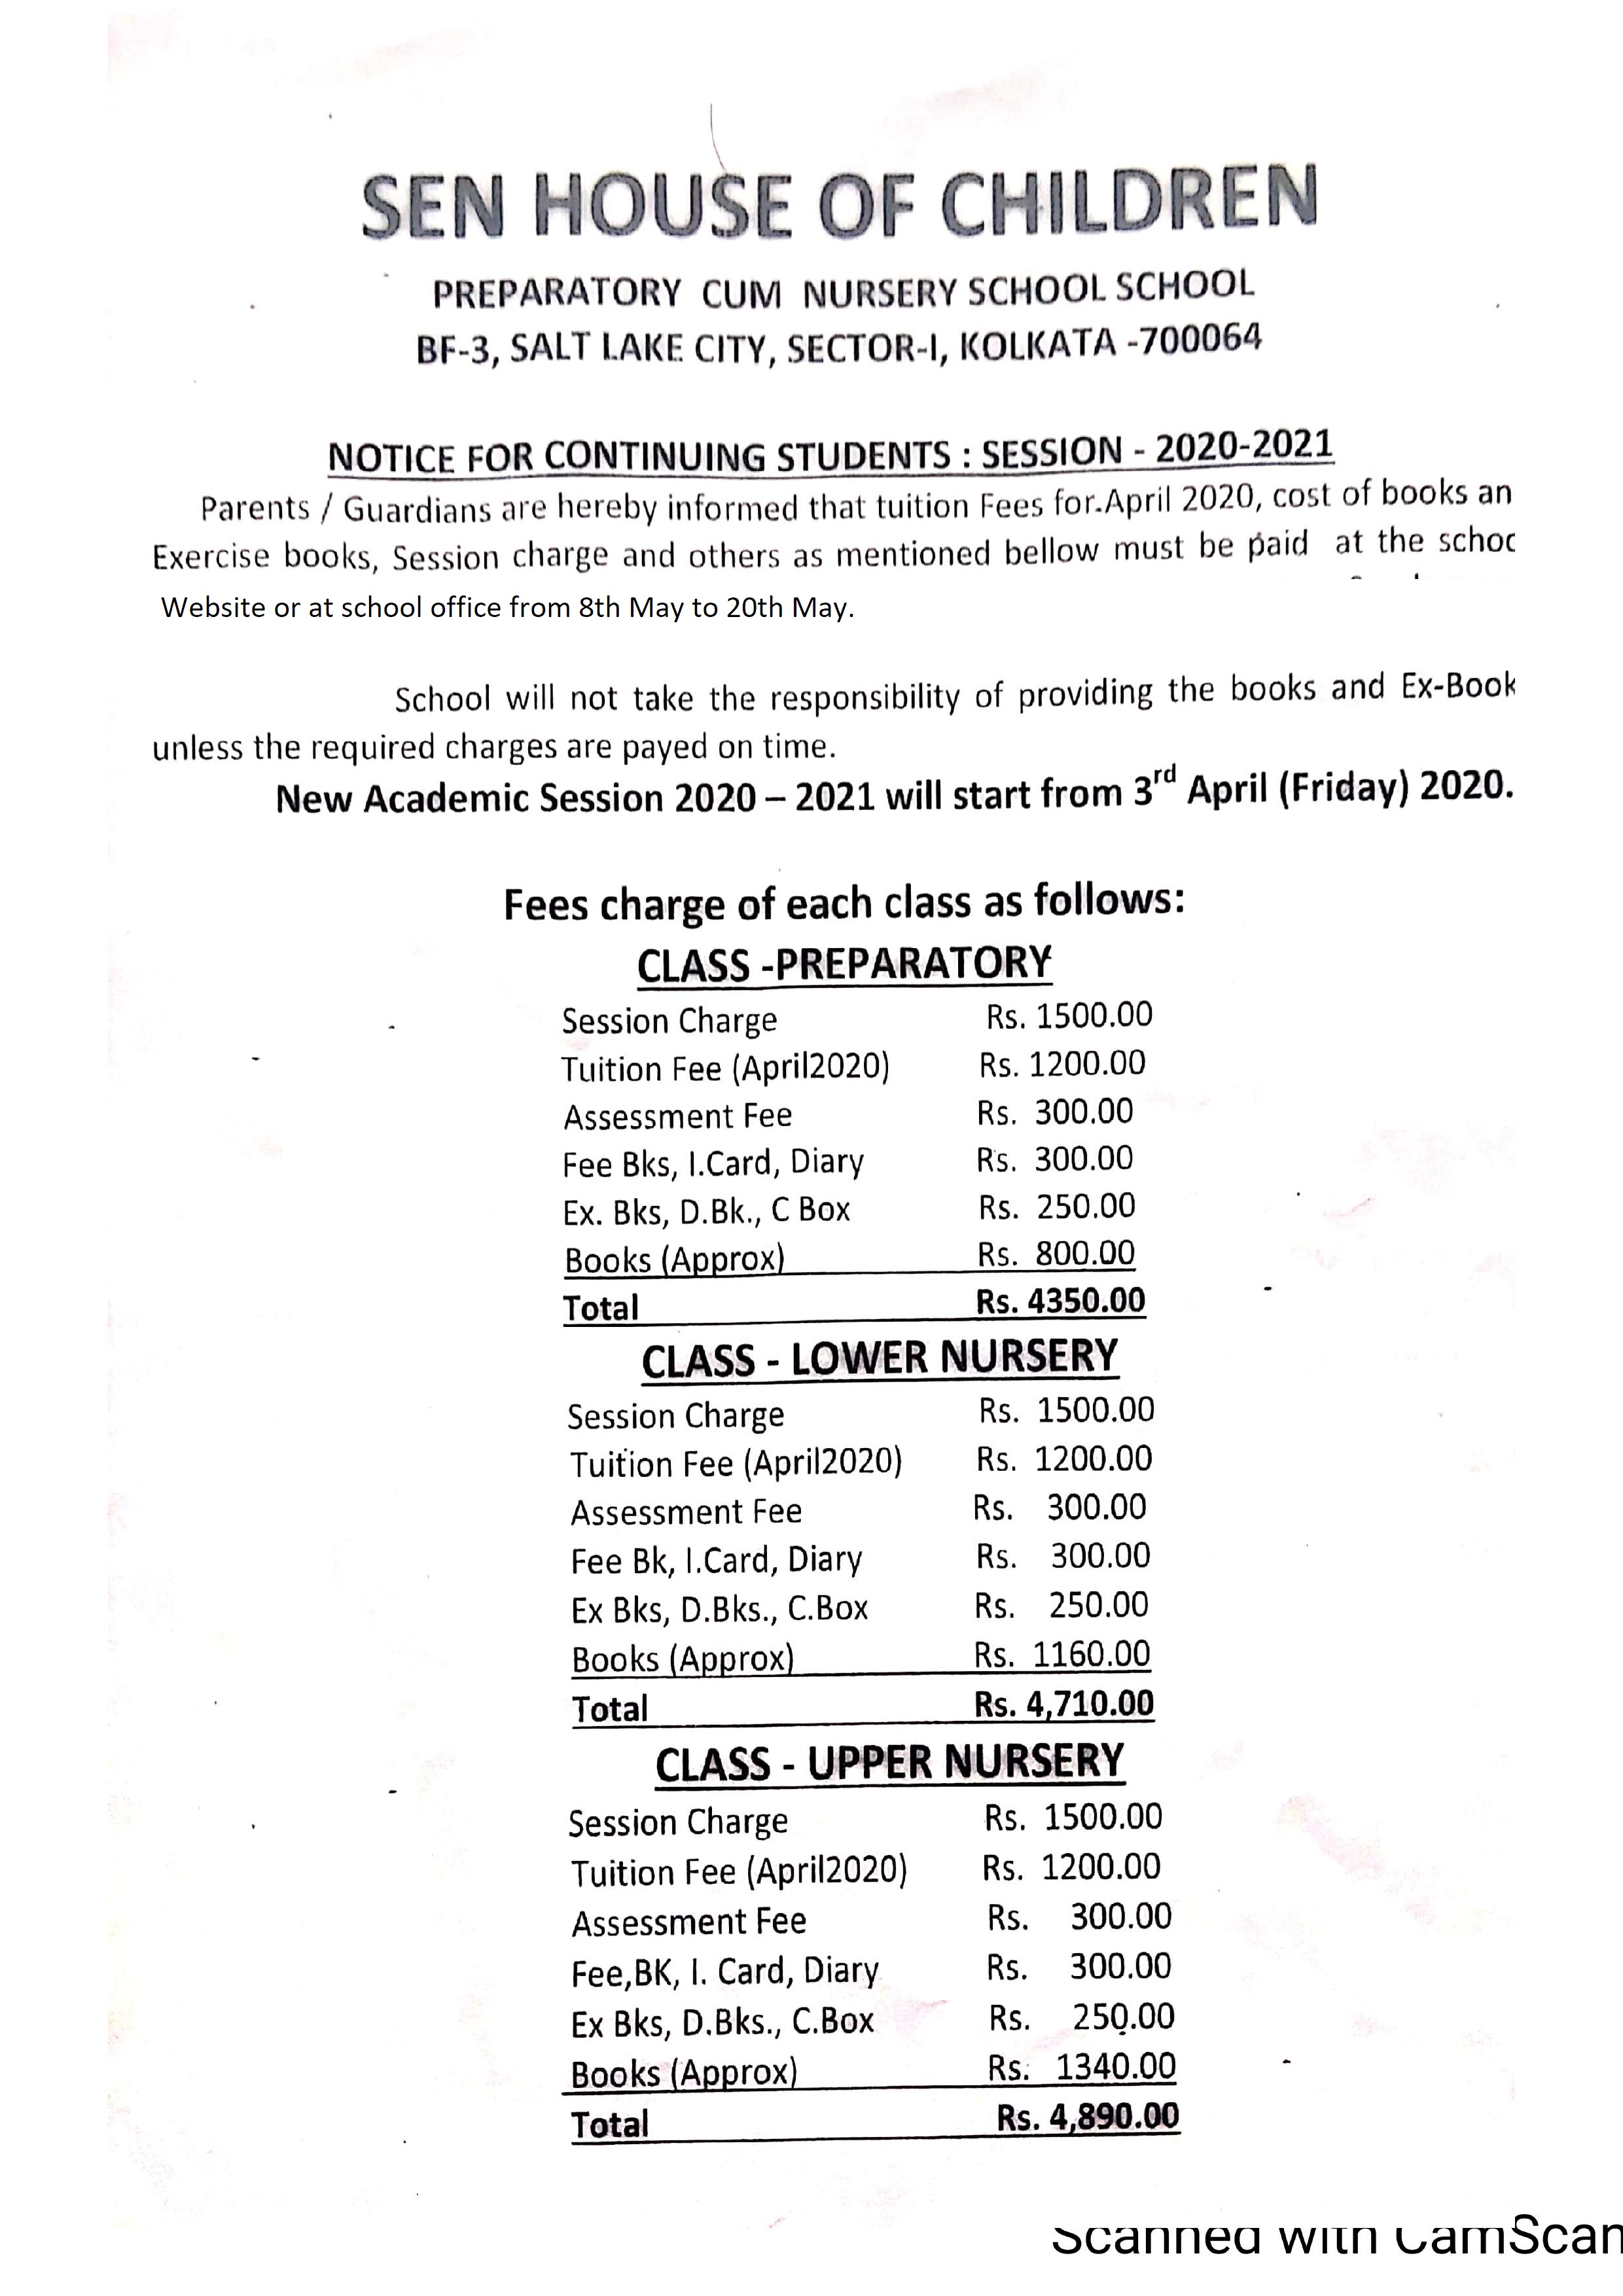 SEN HOUSE OF CHILDREN
PREPARATORY CUM NURSERY SCHOOL SCHOOL
BF-3, SALT LAKE CITY, SECTOR-I, KOLKATA -700064
NOTICE FOR CONTINUING STUDENTS : SESSION - 2020-2021
Parents / Guardians are hereby informed that tuition Fees for.April 2020, cost of books an
Exercise books, Session charge and others as mentioned bellow must be paid at the schoo
Website or at school office from 8th May to 20th May.
School will not take the responsibility of providing the books and Ex-Book
unless the required charges are payed on time.
New Academic Session 2020 – 2021 will start from 3rd April (Friday) 2020.
Fees charge of each class as follows:
CLASS -PREPARATORY
Session Charge Rs. 1500.00
Tuition Fee (April2020) Rs. 1200.00
Assessment Fee Rs. 300.00
Fee Bks, I.Card, Diary Rs. 300.00
Ex. Bks, D.Bk., C Box Rs. 250.00
Books (Approx) Rs. 800.00
Total Rs. 4350.00
CLASS - LOWER NURSERY
Session Charge Rs. 1500.00
Tuition Fee (April2020) Rs. 1200.00
Assessment Fee Rs. 300.00
Fee Bk, I.Card, Diary Rs. 300.00
Ex Bks, D.Bks., C.Box Rs. 250.00
Books (Approx) Rs. 1160.00
Total Rs. 4,710.00
CLASS - UPPER NURSERY
Session Charge Rs. 1500.00
Tuition Fee (April2020) Rs. 1200.00
Assessment Fee Rs. 300.00
Fee,BK, I. Card, Diary Rs. 300.00
Ex Bks, D.Bks., C.Box Rs. 250.00
Books (Approx) Rs. 1340.00
Total Rs. 4,890.00
Scanned with CamScan